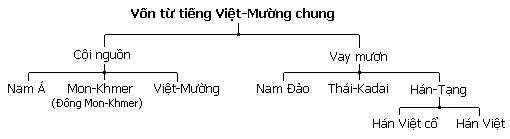 Vốn từ tiếng Việt-Mường chung
Cội nguồn
Vay mượn
Nam Á
Mon-Khmer
(Đông Mon-Khmer)
Việt-Mường
Nam Đảo
Thái-Kadai
Hán-Tạng
Hán Việt cổ
Hán Việt